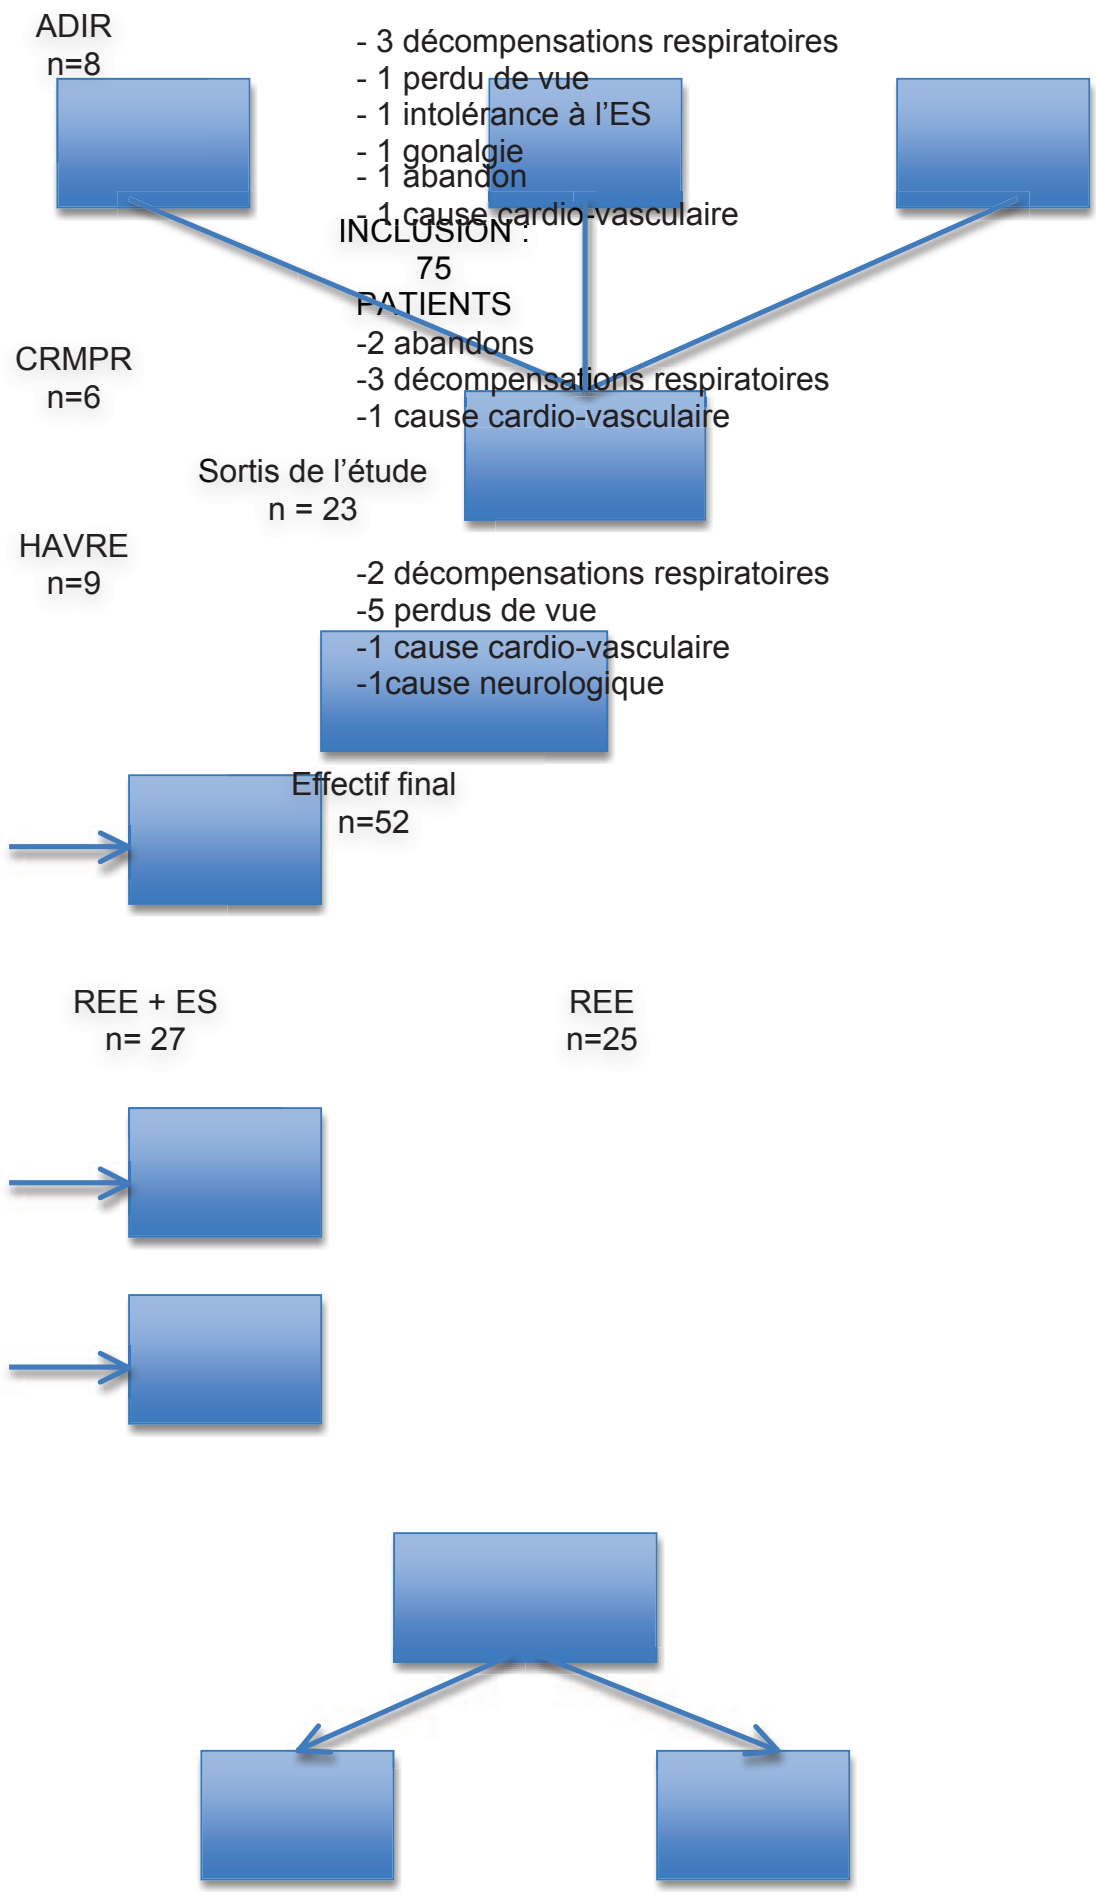 ADIR
n=8
- 3 décompensations respiratoires
- 1 perdu de vue
- 1 intolérance à l'ES
- 1 gonalgie
- 1 abandon
- 1 cause cardio-vasculaire
INCLUSION :
75
PATIENTS
CRMPR
n=6
-2 abandons
-3 décompensations respiratoires
-1 cause cardio-vasculaire
Sortis de l'étude
n = 23
HAVRE
n=9
-2 décompensations respiratoires
-5 perdus de vue
-1 cause cardio-vasculaire
-1cause neurologique
Effectif final
n=52
REE + ES
n= 27
REE
n=25